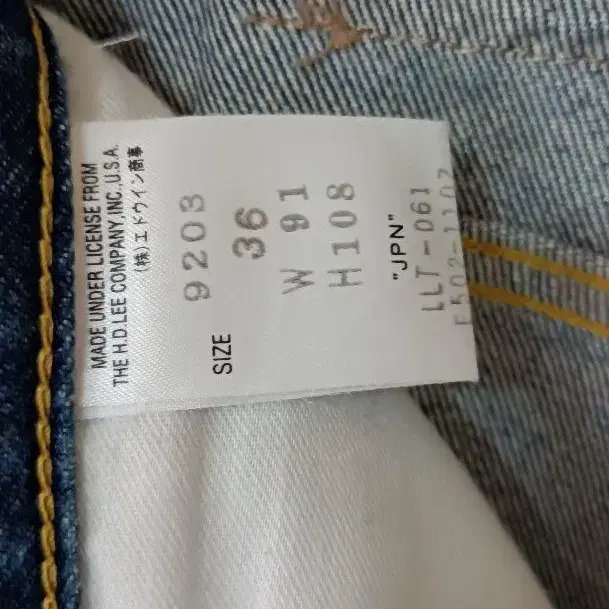 MADE UNDER LICENSE FROM
THE.H.D.LEE COMPANY,INC.,U.S.A.
(株)エドウイン商事
9203
SIZE 36
W 91
H108
"JPN"
LLT-061